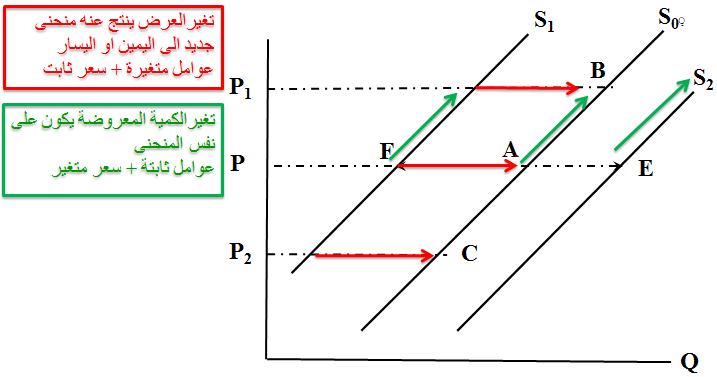 تغير العرض ينتج عنه منحنى
جديد الى اليمين او اليسار
عوامل متغيرة + سعر ثابت
تغير الكمية المعروضة يكون على
نفس المنحنى
عوامل ثابتة + سعر متغير
S1
S0
S2
P1
B
F
A
P
E
P2
C
Q